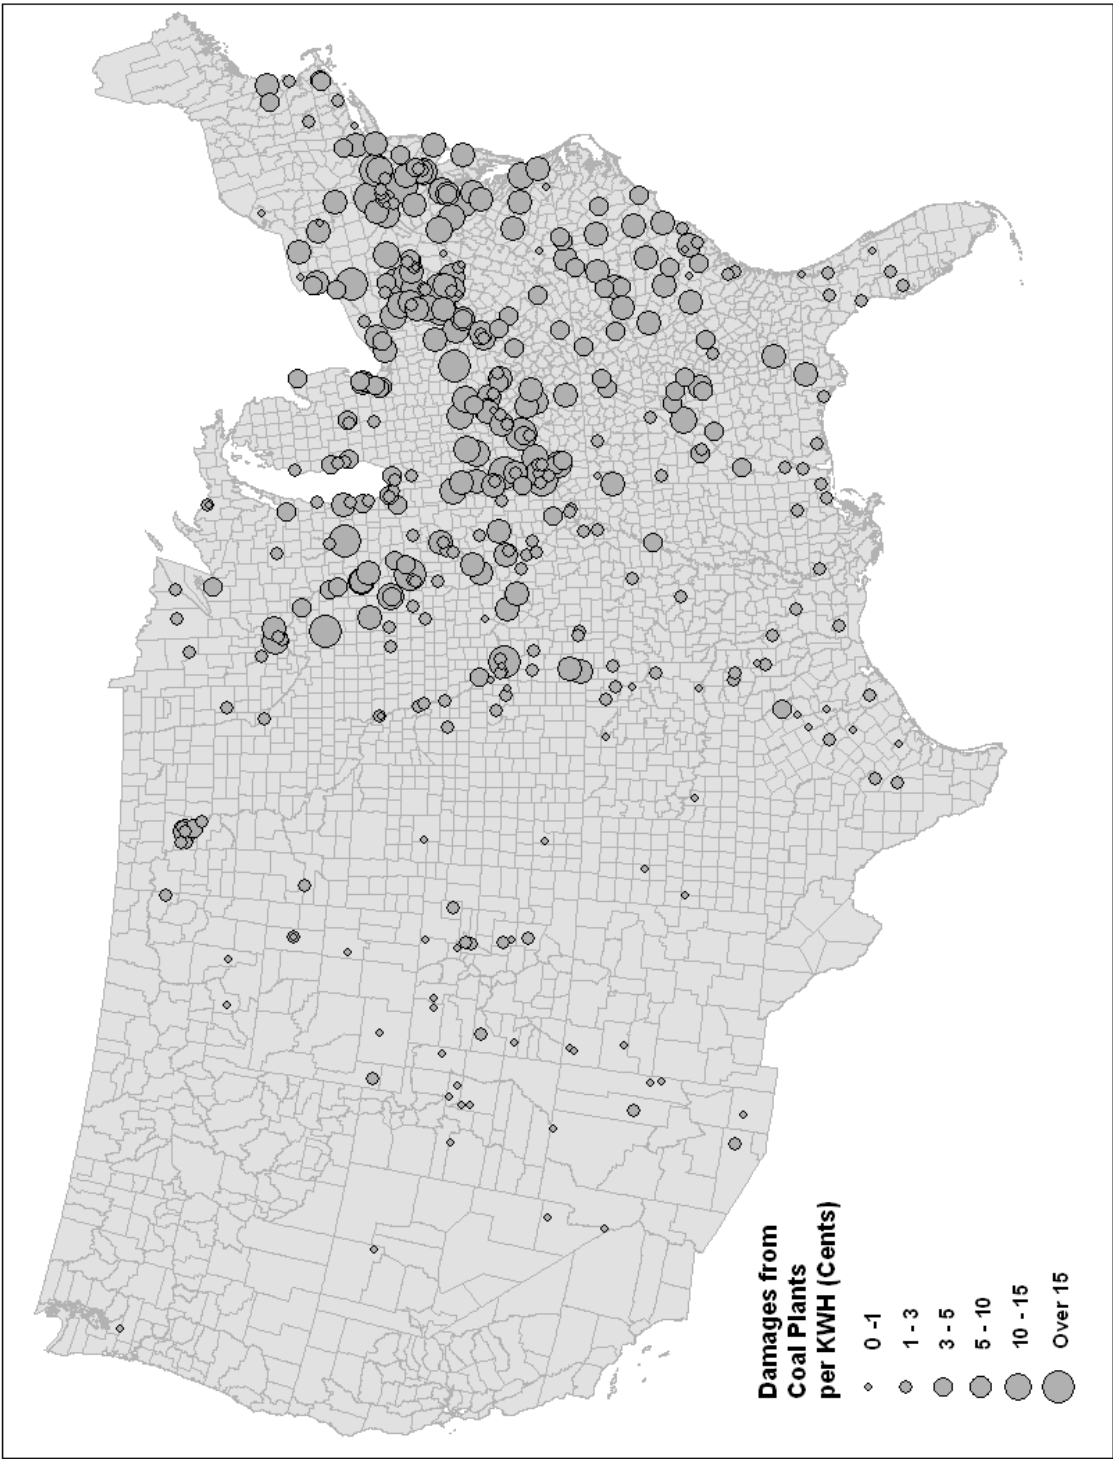 Damages from
Coal Plants
per KWH (Cents)
0 -1
1 - 3
3 - 5
5 - 10
10 - 15
Over 15